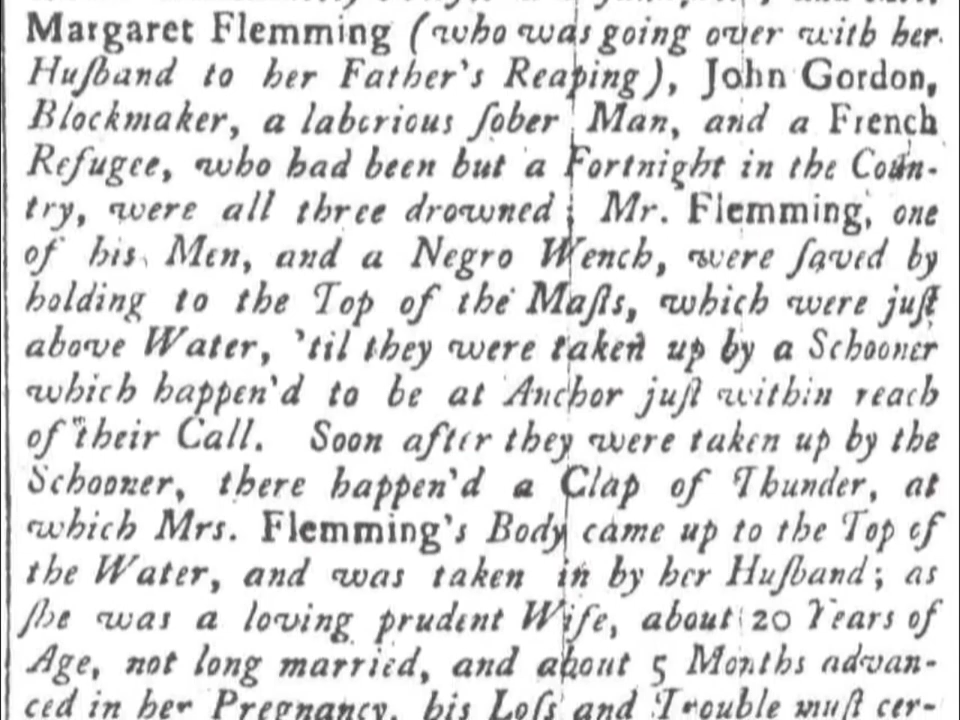 Margaret Flemming (who was going over with her
Huſband to her Father's Reaping), John Gordon,
Blockmaker, a laborious ſober Man, and a French
Refugee, who had been but a Fortnight in the Coun-
try, were all three drowned; Mr. Flemming, one
of his Men, and a Negro Wench, were ſaved by
holding to the Top of the Maſts, which were juſt
above Water, 'til they were taken up by a Schooner
which happen'd to be at Anchor juſt within reach
of their Call. Soon after they were taken up by the
Schooner, there happen'd a Clap of Thunder, at
which Mrs. Flemming's Body came up to the Top of
the Water, and was taken in by her Huſband; as
ſhe was a loving prudent Wife, about 20 Years of
Age, not long married, and about 5 Months advan-
ced in her Pregnancy, his Loſs and Trouble muſt cer-